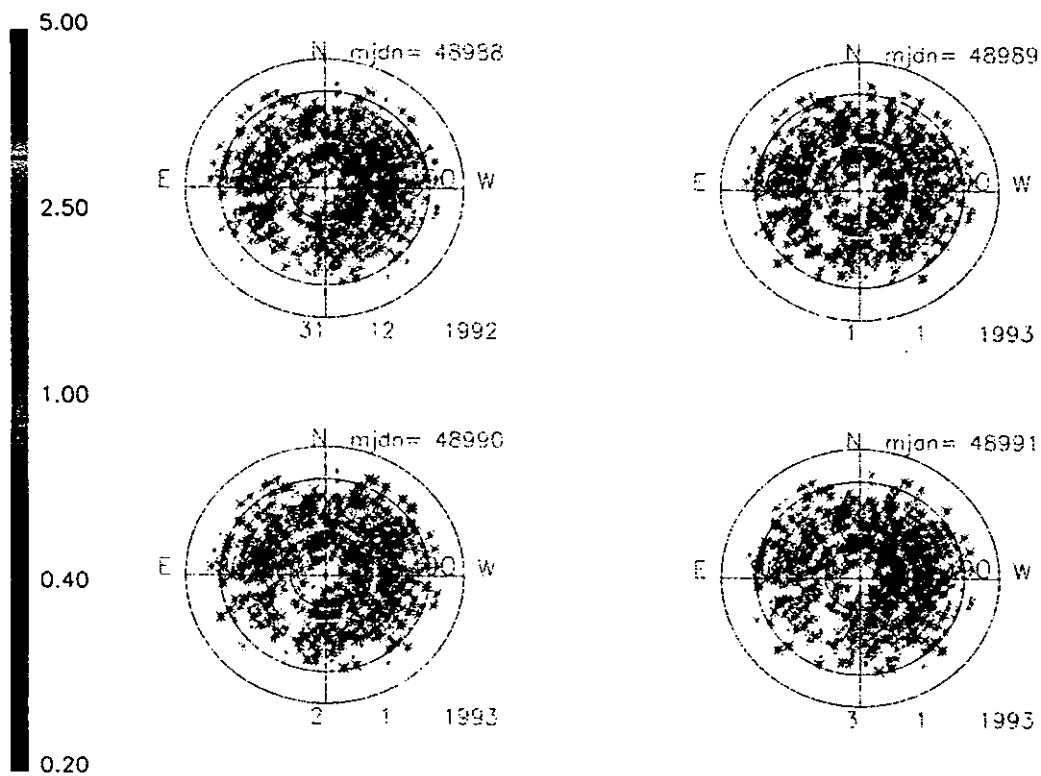 5.00
2.50
1.00
0.40
0.20
N mjdn= 48988
E W
31 12 1992
N mjdn= 48989
E W
1 1 1993
N mjdn= 48990
E W
2 1 1993
N mjdn= 48991
E W
3 1 1993